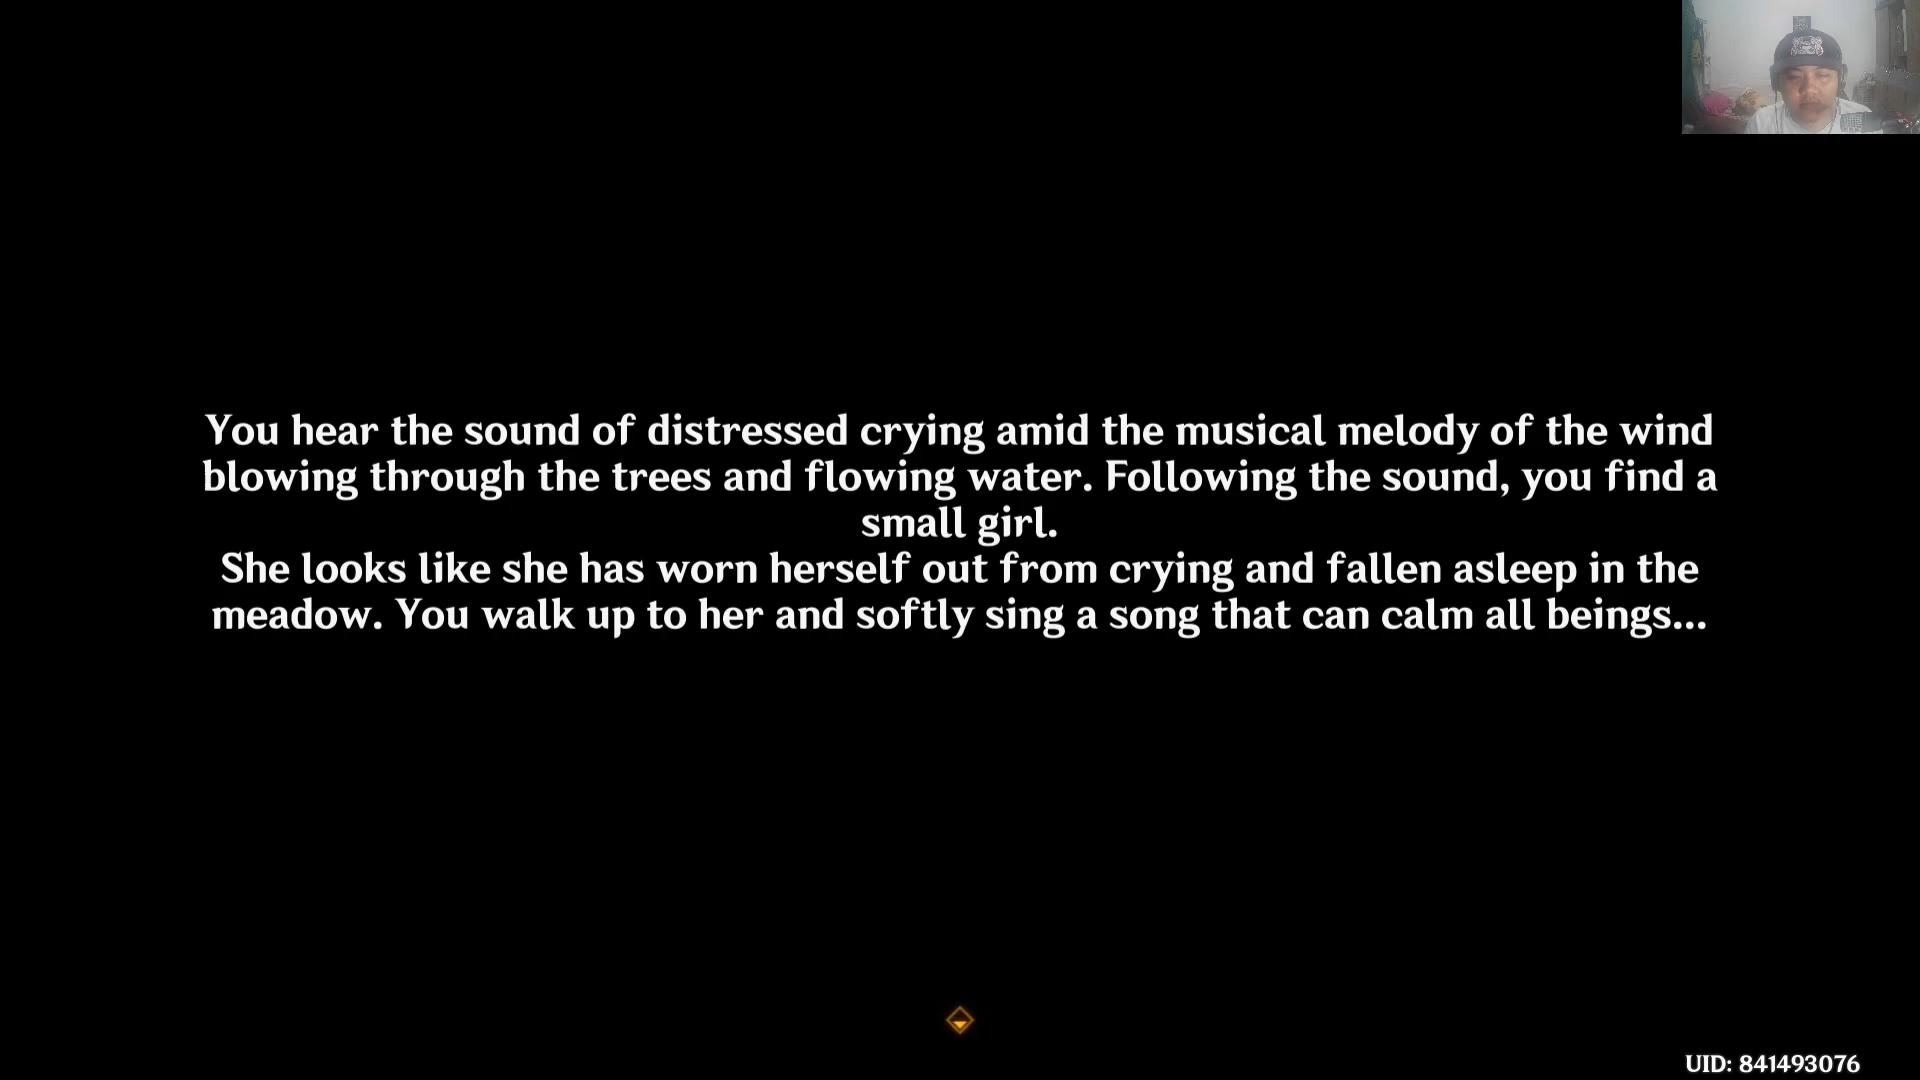 You hear the sound of distressed crying amid the musical melody of the wind
blowing through the trees and flowing water. Following the sound, you find a
small girl.
She looks like she has worn herself out from crying and fallen asleep in the
meadow. You walk up to her and softly sing a song that can calm all beings...
UID: 841493076